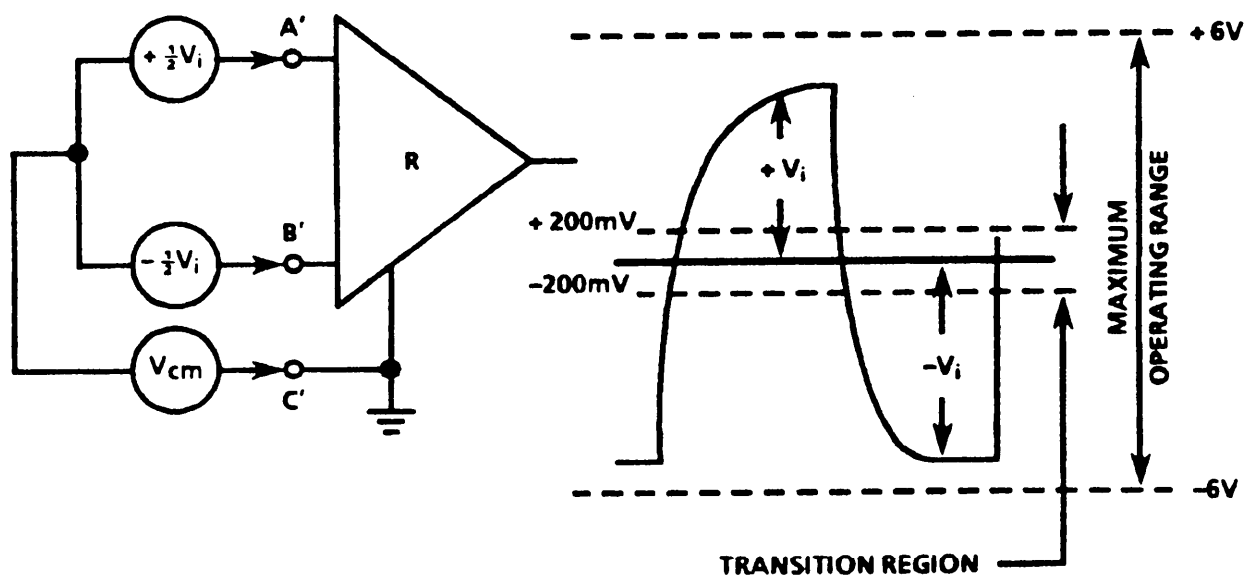 + ½Vi
A'
R
- ½Vi
B'
Vcm
C'
+ 6V
+ Vi
+ 200mV
-200mV
-Vi
MAXIMUM
OPERATING RANGE
-6V
TRANSITION REGION